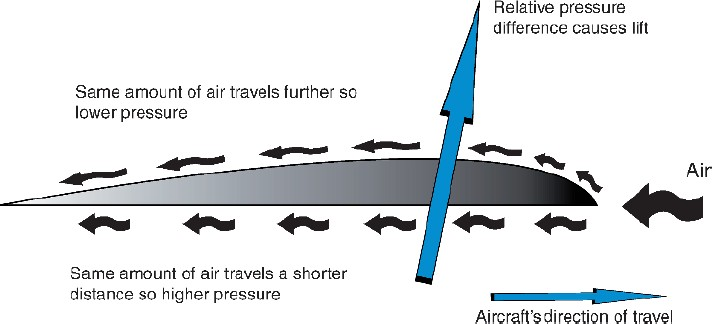 Relative pressure
difference causes lift
Same amount of air travels further so
lower pressure
Air
Same amount of air travels a shorter
distance so higher pressure
Aircraft's direction of travel